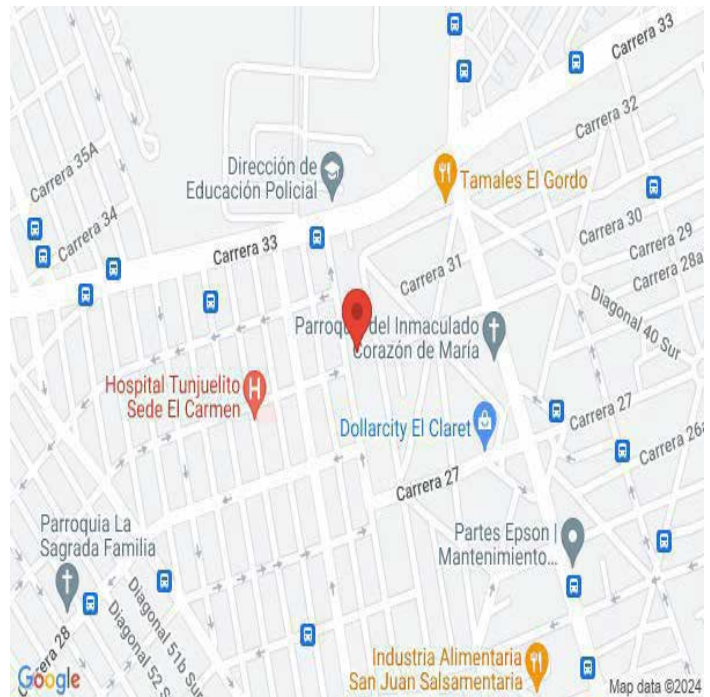 Carrera 33
Carrera 32
Carrera 35A
Dirección de
Educación Policial
Tamales El Gordo
Carrera 34
Carrera 33
Carrera 30
Carrera 29
Carrera 31
Carrera 28a
Diagonal 40 Sur
Parroquia del Inmaculado
Corazón de María
Hospital Tunjuelito
Sede El Carmen
H
Dollarcity El Claret
Carrera 27
Carrera 26a
Carrera 27
Parroquia La
Sagrada Familia
Partes Epson |
Mantenimiento...
Diagonal 51b Sur
Diagonal 52 Sur
Carrera 28
Industria Alimentaria
San Juan Salsamentaria
Google
Map data ©2024